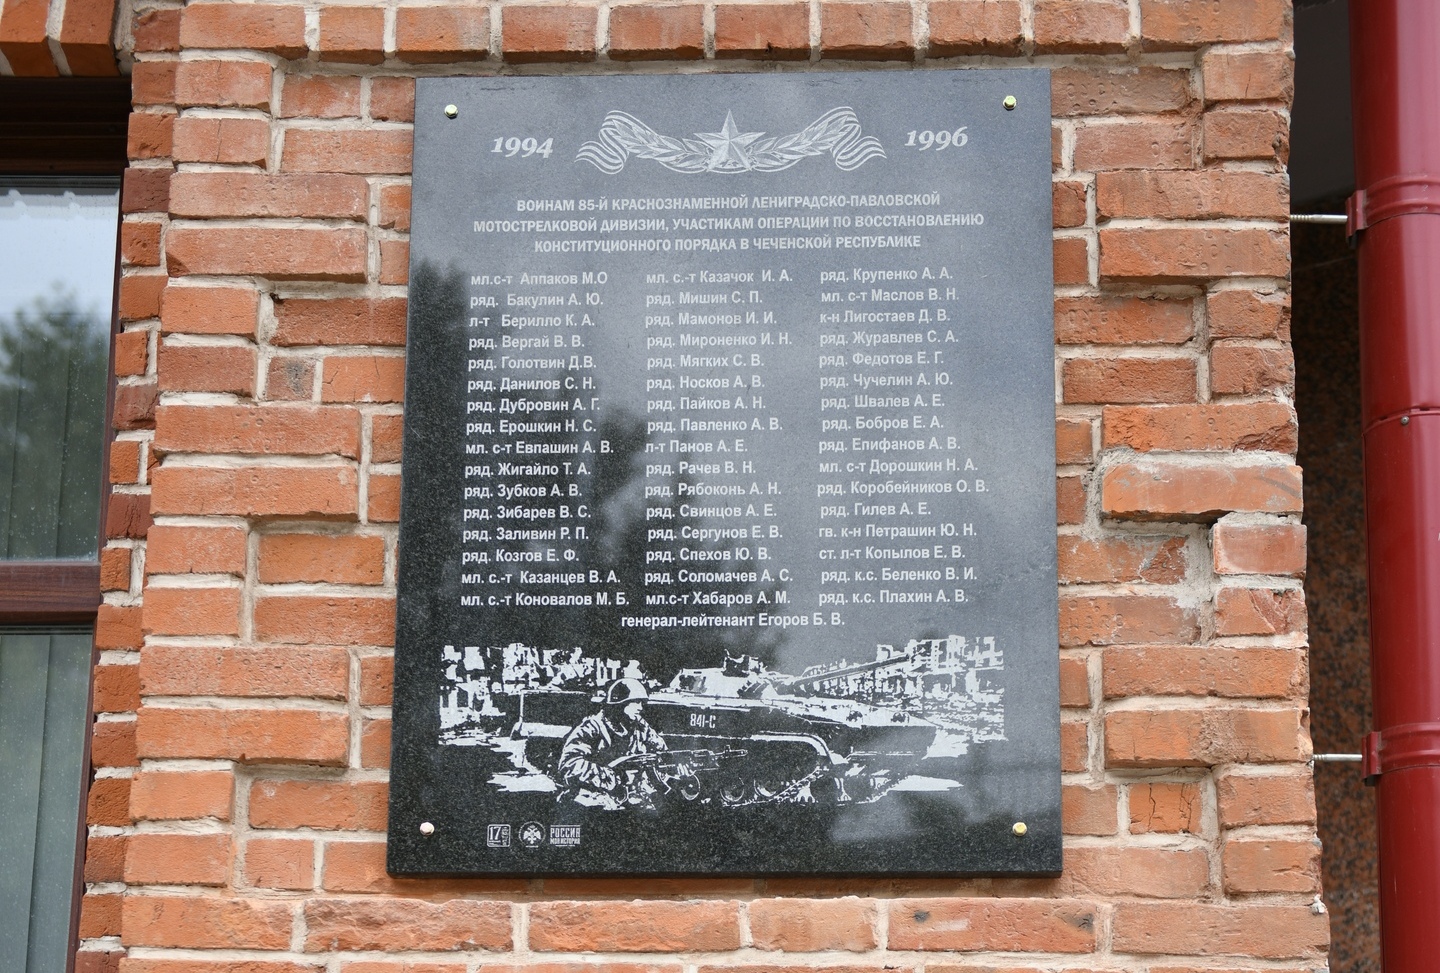 1994 1996
ВОИНАМ 85-Й КРАСНОЗНАМЕННОЙ ЛЕНИГРАДСКО-ПАВЛОВСКОЙ
МОТОСТРЕЛКОВОЙ ДИВИЗИИ, УЧАСТИКАМ ОПЕРАЦИИ ПО ВОССТАНОВЛЕНИЮ
КОНСТИТУЦИОННОГО ПОРЯДКА В ЧЕЧЕНСКОЙ РЕСПУБЛИКЕ
мл.с-т Аппаков М.О
ряд. Бакулин А. Ю.
л-т Берилло К. А.
ряд. Вергай В. В.
ряд. Голотвин Д.В.
ряд. Данилов С. Н.
ряд. Дубровин А. Г.
ряд. Ерошкин Н. С.
мл. с-т Евпашин А. В.
ряд. Жигайло Т. А.
ряд. Зубков А. В.
ряд. Зибарев В. С.
ряд. Заливин Р. П.
ряд. Козгов Е. Ф.
мл. с.-т Казанцев В. А.
мл. с.-т Коновалов М. Б.
мл. с.-т Казачок И. А.
ряд. Мишин С. П.
ряд. Мамонов И. И.
ряд. Мироненко И. Н.
ряд. Мягких С. В.
ряд. Носков А. В.
ряд. Пайков А. Н.
ряд. Павленко А. В.
л-т Панов А. Е.
ряд. Рачев В. Н.
ряд. Рябоконь А. Н.
ряд. Свинцов А. Е.
ряд. Сергунов Е. В.
ряд. Спехов Ю. В.
ряд. Соломачев А. С.
мл.с-т Хабаров А. М.
ряд. Крупенко А. А.
мл. с-т Маслов В. Н.
к-н Лигостаев Д. В.
ряд. Журавлев С. А.
ряд. Федотов Е. Г.
ряд. Чучелин А. Ю.
ряд. Швалев А. Е.
ряд. Бобров Е. А.
ряд. Епифанов А. В.
мл. с-т Дорошкин Н. А.
ряд. Коробейников О. В.
ряд. Гилев А. Е.
гв. к-н Петрашин Ю. Н.
ст. л-т Копылов Е. В.
ряд. к.с. Беленко В. И.
ряд. к.с. Плахин А. В.
генерал-лейтенант Егоров Б. В.
841-С
17
РОССИЯ
МОЯ ИСТОРИЯ